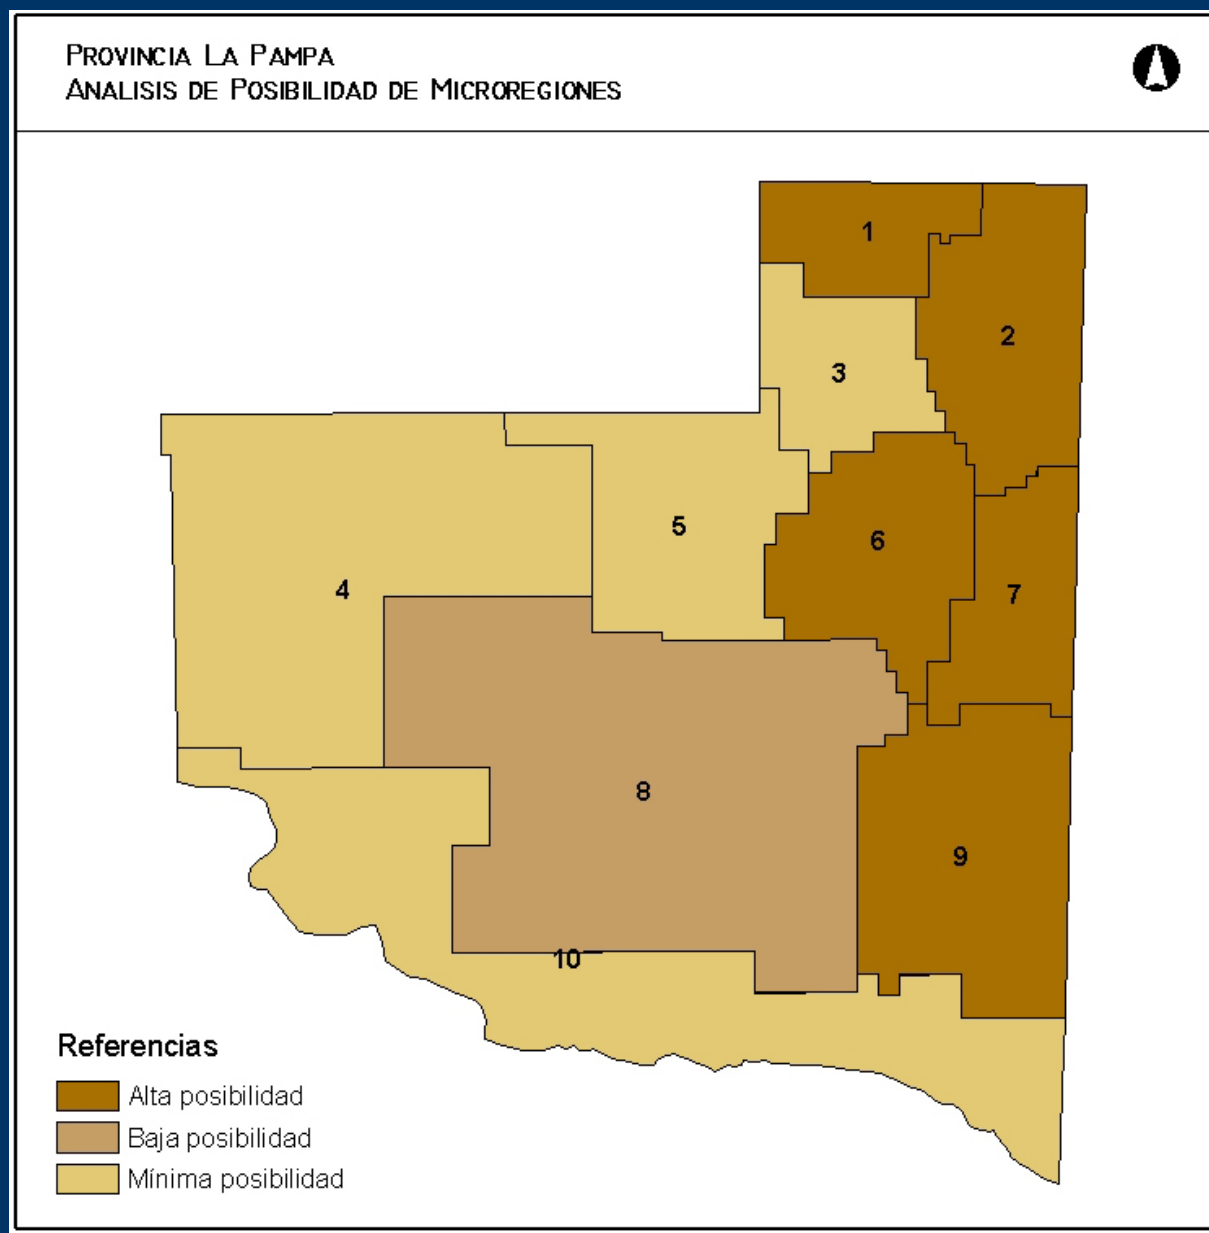 PROVINCIA LA PAMPA
ANALISIS DE POSIBILIDAD DE MICROREGIONES
1
2
3
4
5
6
7
8
9
10
Referencias
Alta posibilidad
Baja posibilidad
Mínima posibilidad